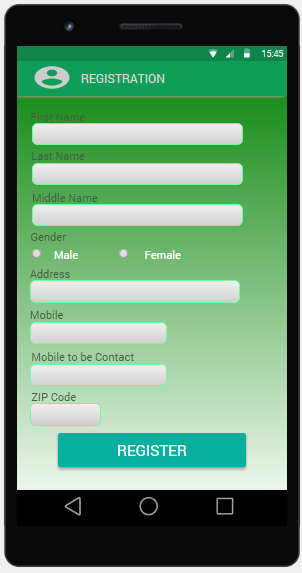 15:45
REGISTRATION
First Name
Last Name
Middle Name
Gender
Male Female
Address
Mobile
Mobile to be Contact
ZIP Code
REGISTER